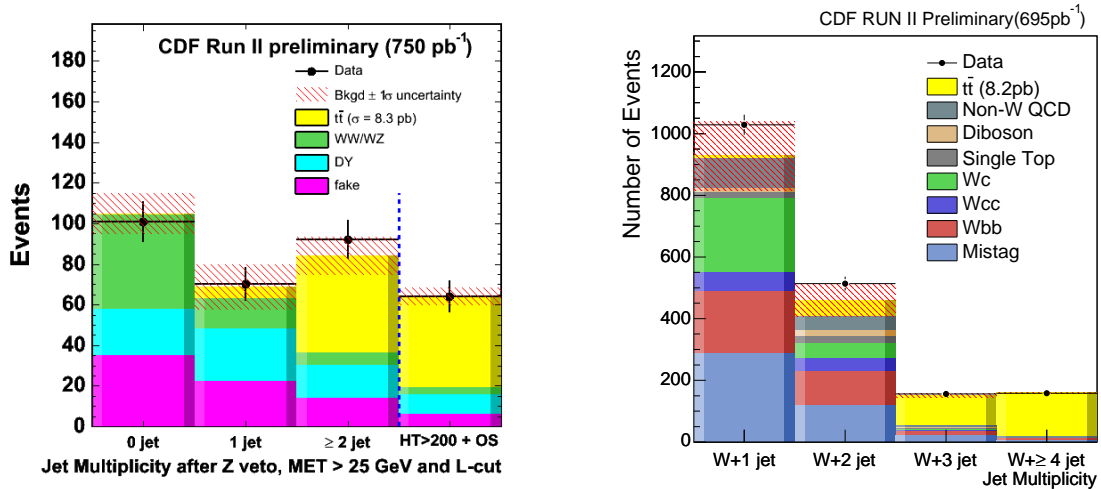 CDF Run II preliminary (750 pb⁻¹)
Data
Bkgd ± 1σ uncertainty
tt̄ (σ = 8.3 pb)
WW/WZ
DY
fake
Events
180
160
140
120
100
80
60
40
20
0
0 jet 1 jet ≥ 2 jet HT>200 + OS
Jet Multiplicity after Z veto, MET > 25 GeV and L-cut
CDF RUN II Preliminary(695pb⁻¹)
Data
tt̄ (8.2pb)
Non-W QCD
Diboson
Single Top
Wc
Wcc
Wbb
Mistag
Number of Events
1200
1000
800
600
400
200
0
W+1 jet W+2 jet W+3 jet W+≥ 4 jet
Jet Multiplicity